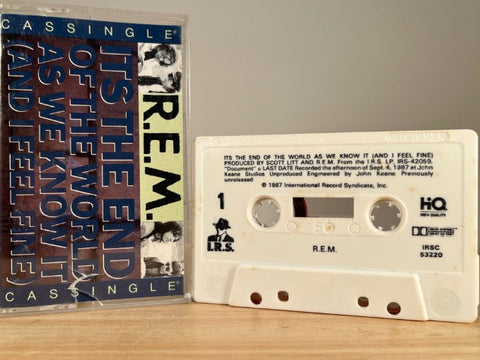 CASSINGLE
R.E.M.
ITS THE END
OF THE WORLD
AS WE KNOW IT
(AND I FEEL FINE)
CASSINGLE
ITS THE END OF THE WORLD AS WE KNOW IT (AND I FEEL FINE)
PRODUCED BY SCOTT LITT AND R.E.M. From the I.R.S. LP, IRS-42059.
"Document" c LAST DATE Recorded the afternoon of Sept. 4, 1987 at John
Keane Studios Unproduced Engineered by John Keane Previously
unreleased
© 1987 International Record Syndicate, Inc.
1
I.R.S.
50
R.E.M.
HiQ
HIGH QUALITY
IRSC
53220